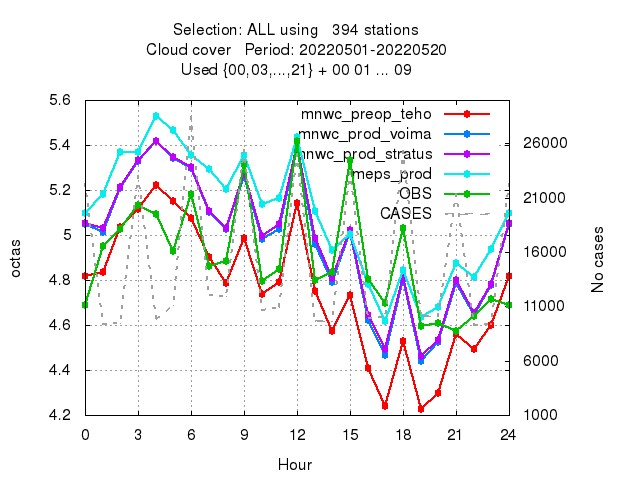 Selection: ALL using   394 stations
Cloud cover   Period: 20220501-20220520
Used {00,03,...,21} + 00 01 ... 09
mnwc_preop_teho
mnwc_prod_voima
mnwc_prod_stratus
meps_prod
OBS
CASES
5.6
5.4
5.2
5
4.8
4.6
4.4
4.2
octas
26000
21000
16000
11000
6000
1000
No cases
0 3 6 9 12 15 18 21 24
Hour